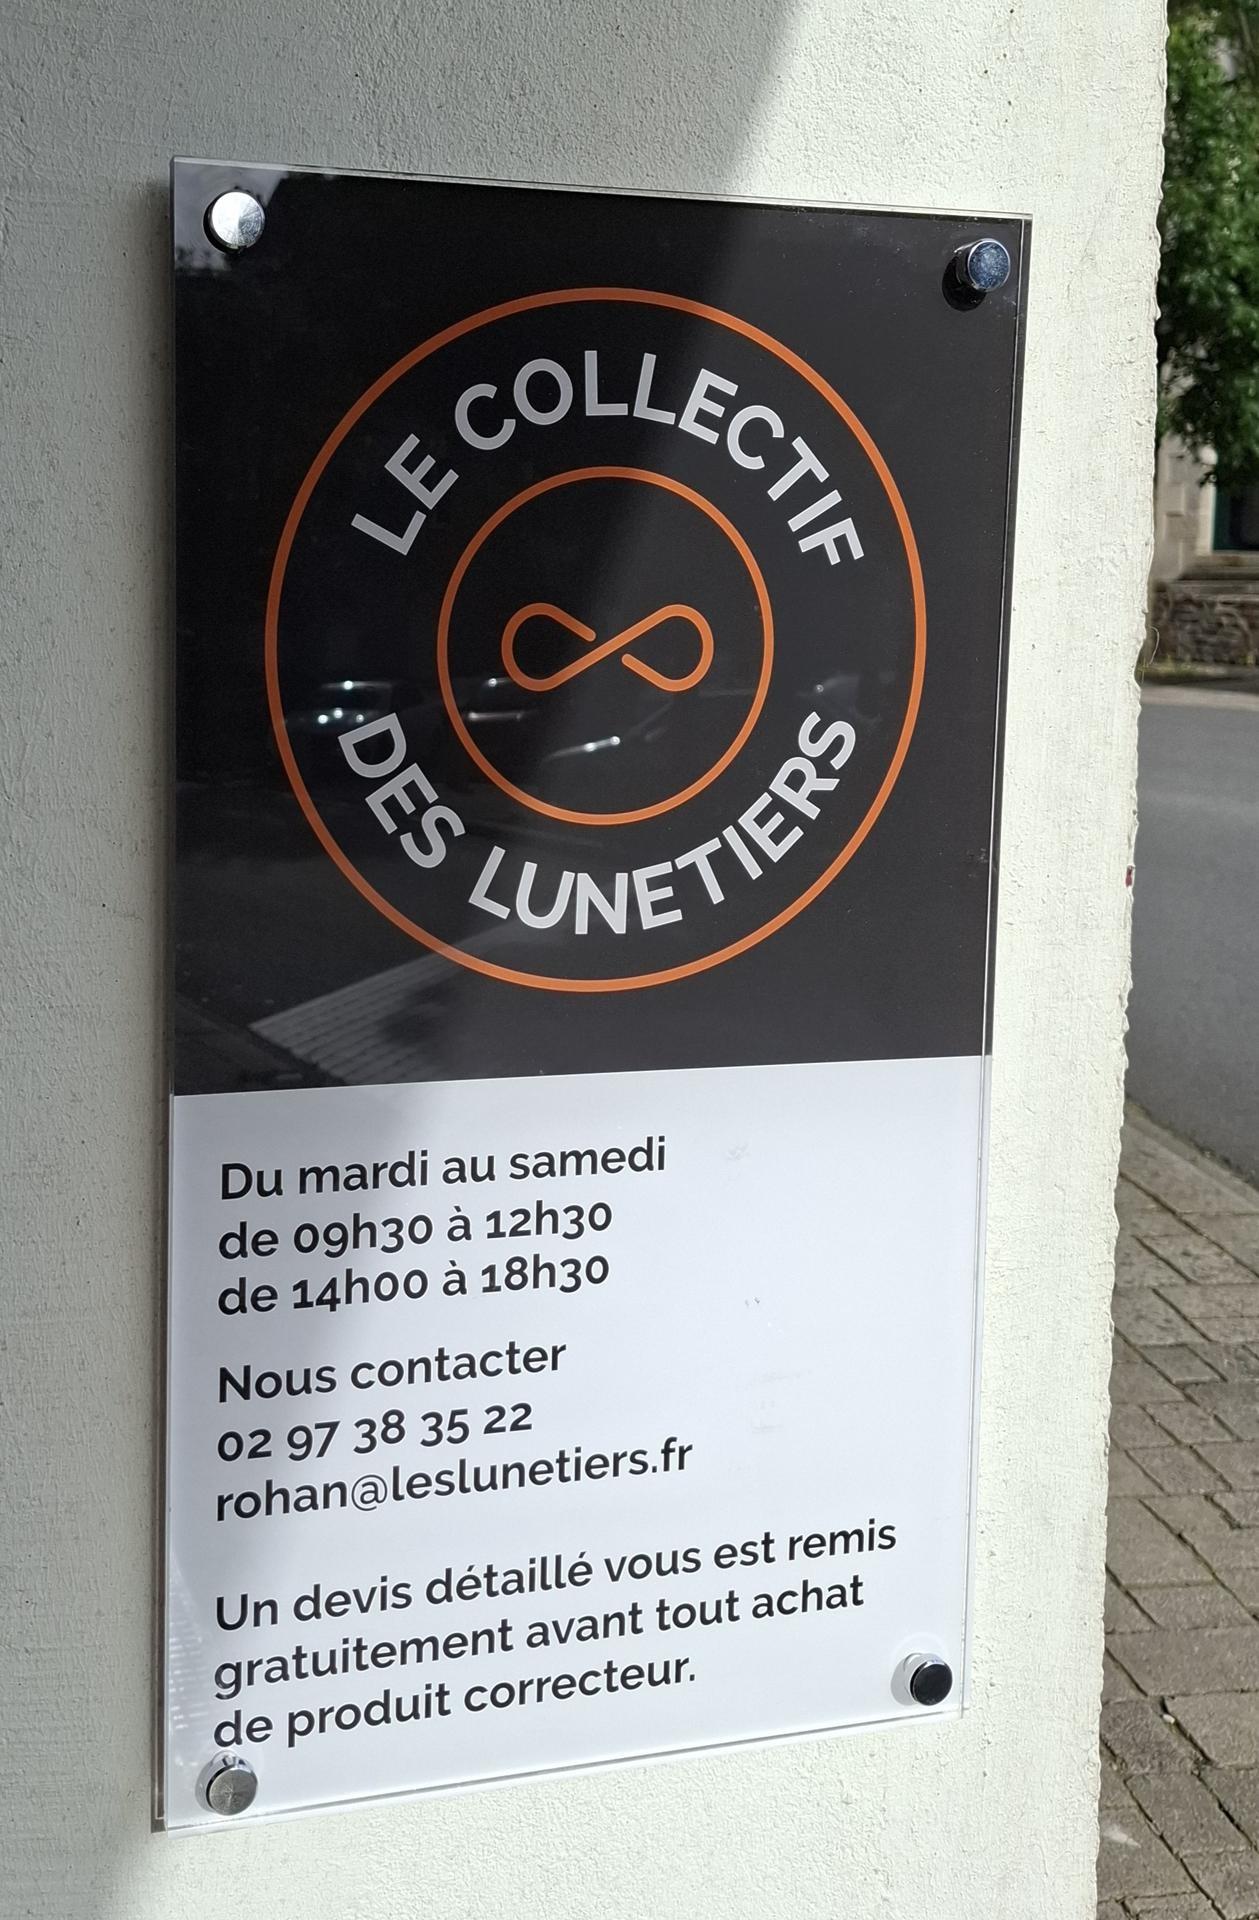 LE COLLECTIF
DES LUNETIERS
Du mardi au samedi
de 09h30 à 12h30
de 14h00 à 18h30
Nous contacter
02 97 38 35 22
rohan@leslunetiers.fr
Un devis détaillé vous est remis
gratuitement avant tout achat
de produit correcteur.